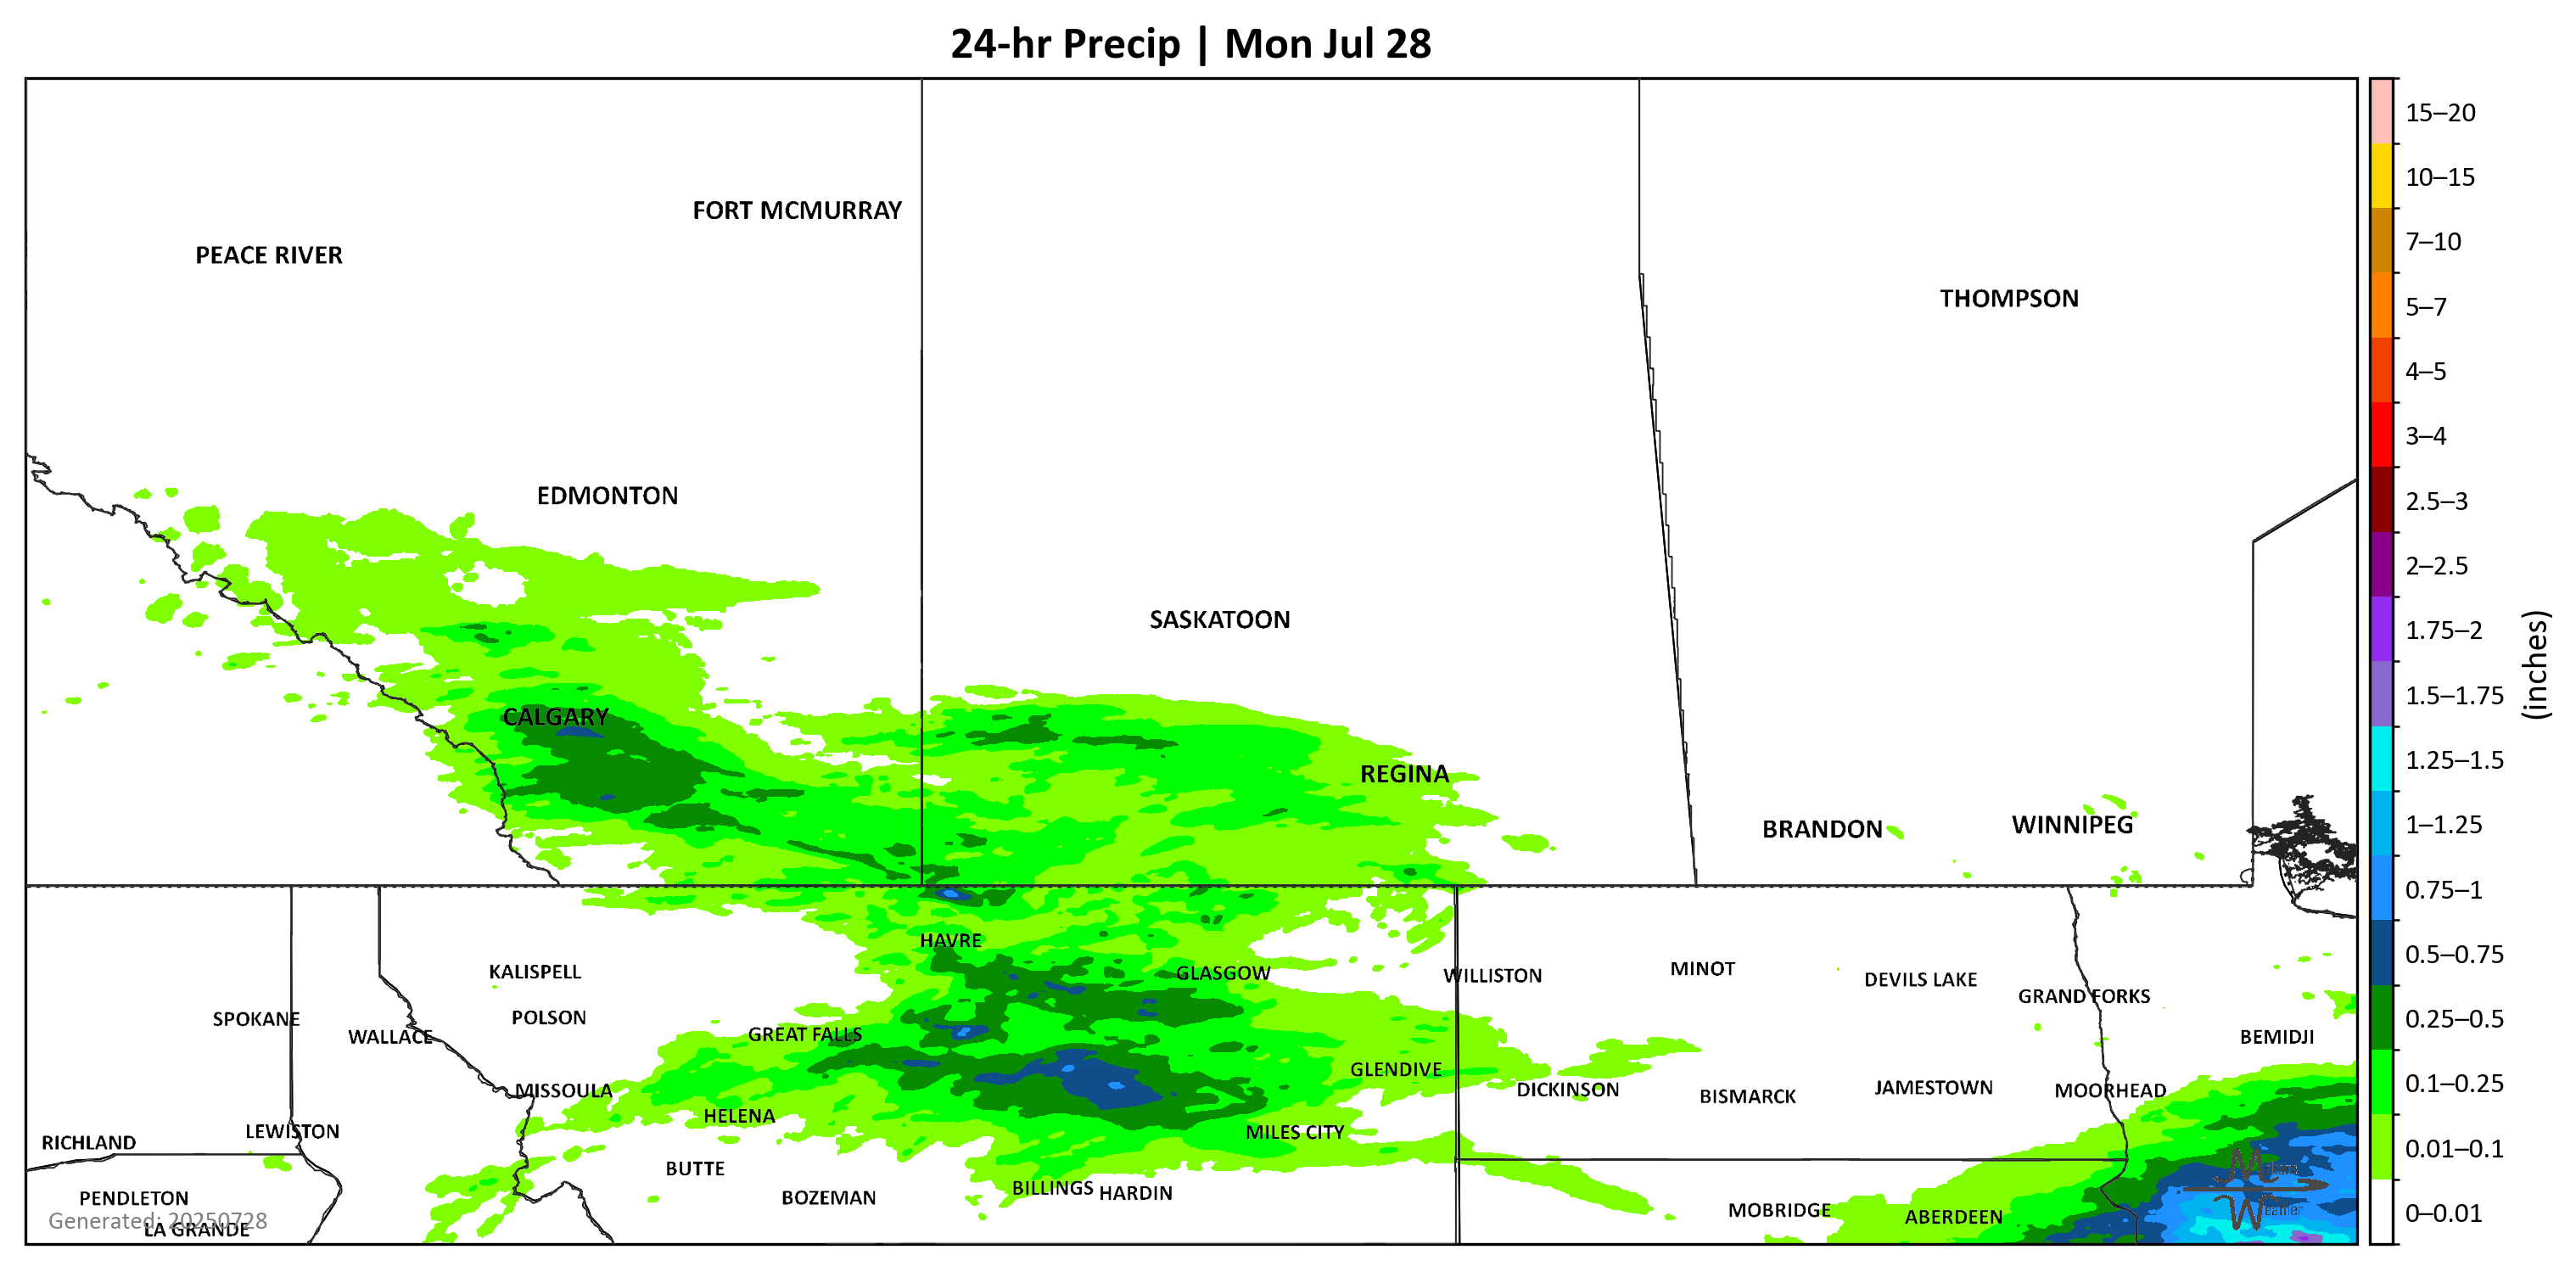 24-hr Precip | Mon Jul 28
15–20
10–15
7–10
5–7
4–5
3–4
2.5–3
2–2.5
1.75–2
1.5–1.75
1.25–1.5
1–1.25
0.75–1
0.5–0.75
0.25–0.5
0.1–0.25
0.01–0.1
0–0.01
(inches)
FORT MCMURRAY
PEACE RIVER
THOMPSON
EDMONTON
SASKATOON
CALGARY
REGINA
BRANDON
WINNIPEG
HAVRE
KALISPELL
GLASGOW
WILLISTON
MINOT
DEVILS LAKE
GRAND FORKS
SPOKANE
POLSON
WALLACE
GREAT FALLS
BEMIDJI
GLENDIVE
MISSOULA
DICKINSON
BISMARCK
JAMESTOWN
MOORHEAD
HELENA
RICHLAND
LEWISTON
MILES CITY
BUTTE
PENDLETON
BOZEMAN
BILLINGS
HARDIN
MOBRIDGE
ABERDEEN
Generated: 20250728
LA GRANDE
Weather